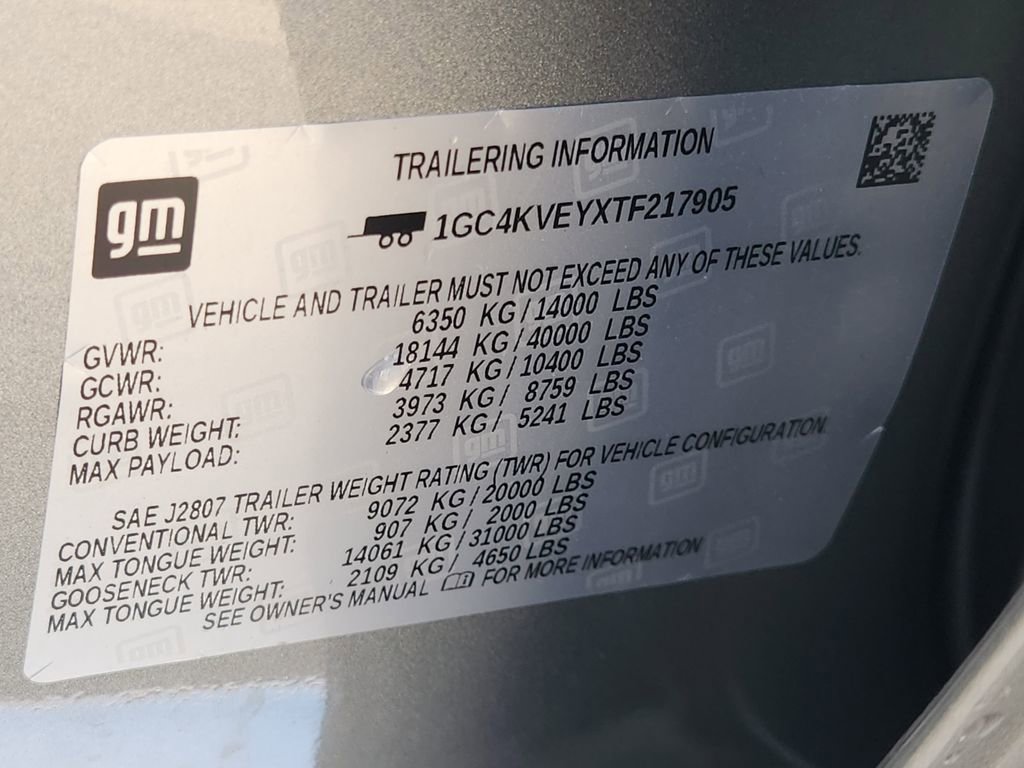 gm
TRAILERING INFORMATION
1GC4KVEYXTF217905
VEHICLE AND TRAILER MUST NOT EXCEED ANY OF THESE VALUES.
GVWR: 6350 KG/14000 LBS
GCWR: 18144 KG/40000 LBS
RGAWR: 4717 KG/10400 LBS
CURB WEIGHT: 3973 KG/ 8759 LBS
MAX PAYLOAD: 2377 KG/ 5241 LBS
SAE J2807 TRAILER WEIGHT RATING (TWR) FOR VEHICLE CONFIGURATION.
CONVENTIONAL TWR: 9072 KG/20000 LBS
MAX TONGUE WEIGHT: 907 KG/ 2000 LBS
GOOSENECK TWR: 14061 KG/31000 LBS
MAX TONGUE WEIGHT: 2109 KG/ 4650 LBS
SEE OWNER'S MANUAL FOR MORE INFORMATION